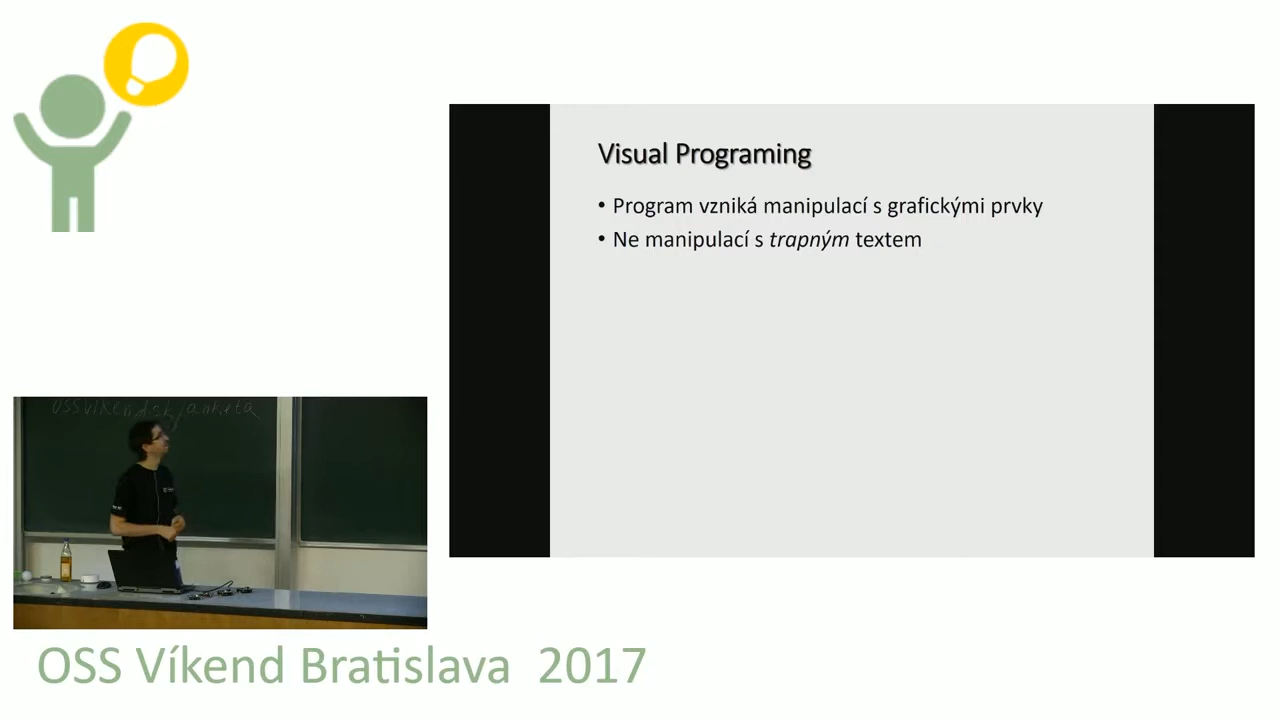 Visual Programing
• Program vzniká manipulací s grafickými prvky
• Ne manipulací s trapným textem
OSS Víkend Bratislava 2017